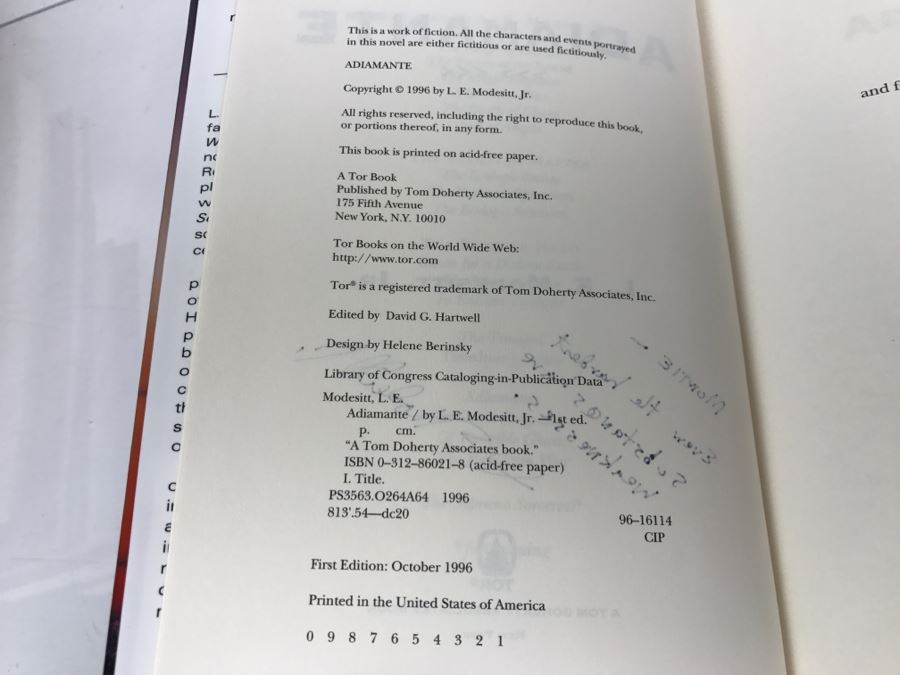 This is a work of fiction. All the characters and events portrayed
in this novel are either fictitious or are used fictitiously.
ADIAMANTE
Copyright © 1996 by L. E. Modesitt, Jr.
All rights reserved, including the right to reproduce this book,
or portions thereof, in any form.
This book is printed on acid-free paper.
A Tor Book
Published by Tom Doherty Associates, Inc.
175 Fifth Avenue
New York, N.Y. 10010
Tor Books on the World Wide Web:
http://www.tor.com
Tor® is a registered trademark of Tom Doherty Associates, Inc.
Edited by David G. Hartwell
Design by Helene Berinsky
Library of Congress Cataloging-in-Publication Data
Modesitt, L. E.
Adiamante / by L. E. Modesitt, Jr. —1st ed.
p. cm.
"A Tom Doherty Associates book."
ISBN 0–312–86021–8 (acid-free paper)
I. Title.
PS3563.O264A64 1996
813'.54—dc20
96–16114
CIP
First Edition: October 1996
Printed in the United States of America
0 9 8 7 6 5 4 3 2 1
and f